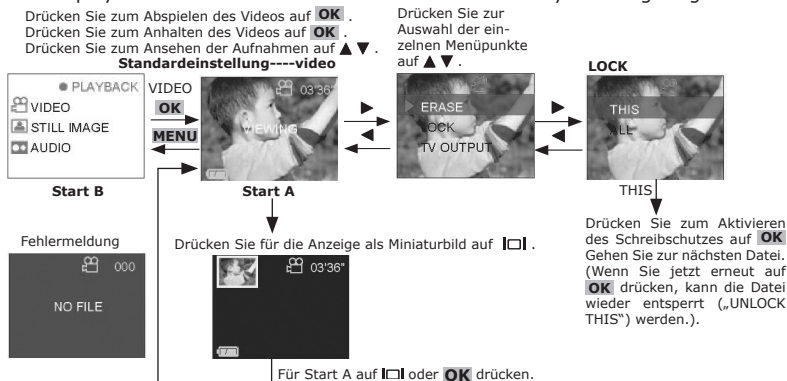 Drücken Sie zum Abspielen des Videos auf OK .
Drücken Sie zum Anhalten des Videos auf OK .
Drücken Sie zum Ansehen der Aufnahmen auf ▲ ▼ .
Standardeinstellung----video
Drücken Sie zur
Auswahl der ein-
zelnen Menüpunkte
auf ▲ ▼ .
LOCK
PLAYBACK
VIDEO
STILL IMAGE
AUDIO
Start B
VIDEO
OK
MENU
03'36"
VIEWING
Start A
ERASE
LOCK
TV OUTPUT
THIS
ALL
THIS
Drücken Sie zum Aktivieren
des Schreibschutzes auf OK
Gehen Sie zur nächsten Datei.
(Wenn Sie jetzt erneut auf
OK drücken, kann die Datei
wieder entsperrt („UNLOCK
THIS“) werden.).
Fehlermeldung
000
NO FILE
Drücken Sie für die Anzeige als Miniaturbild auf .
03'36"
Für Start A auf oder OK drücken.